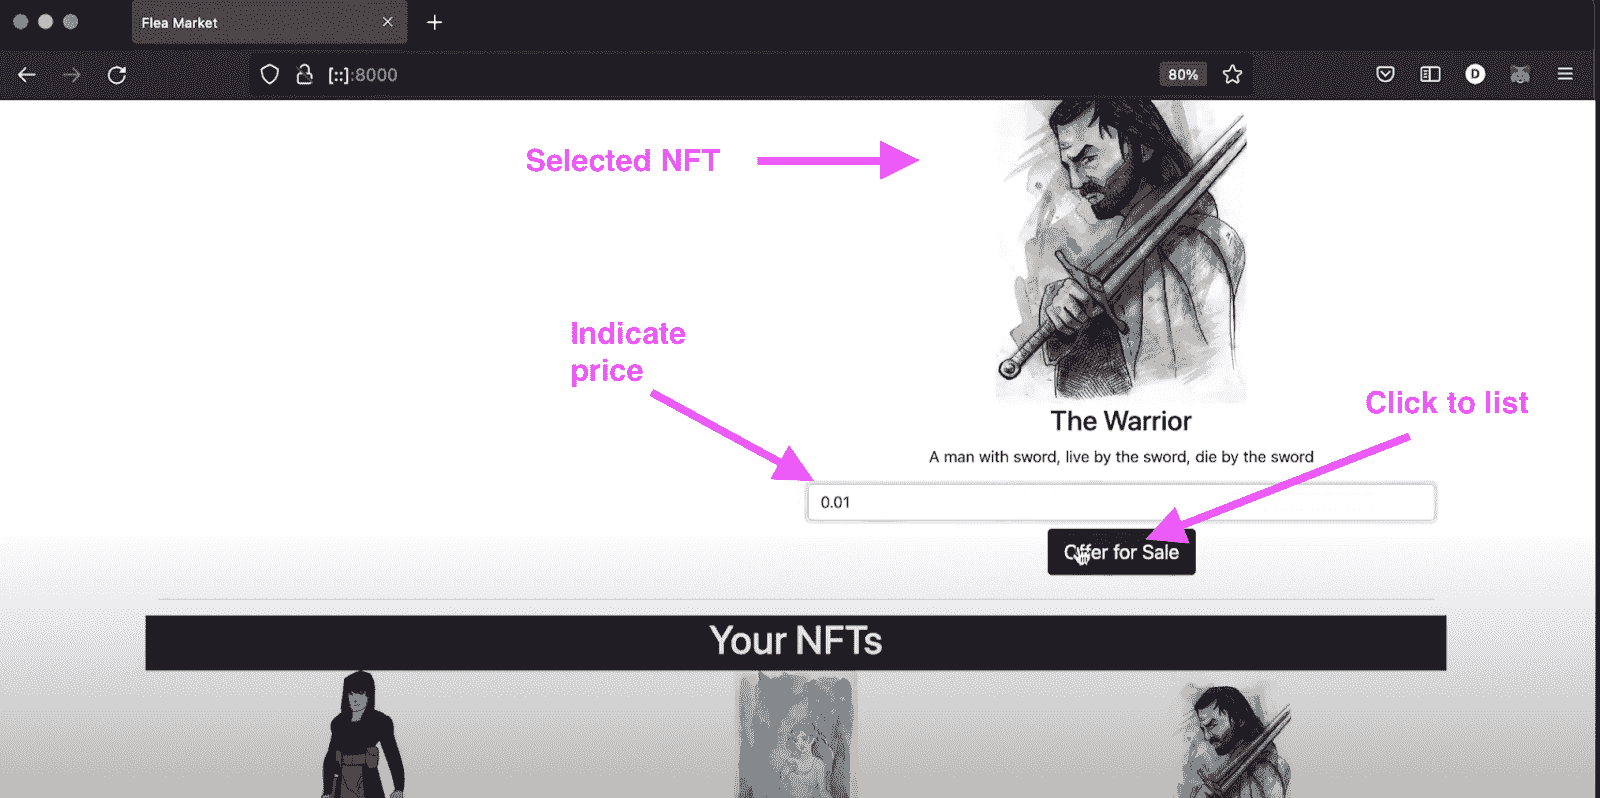 Flea Market
[::]:8000
80%
D
Selected NFT
Indicate
price
Click to list
The Warrior
A man with sword, live by the sword, die by the sword
0.01
Offer for Sale
Your NFTs